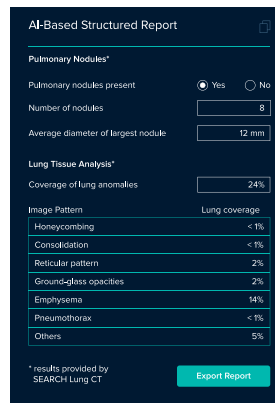 AI-Based Structured Report
Pulmonary Nodules*
Pulmonary nodules present Yes No
Number of nodules 8
Average diameter of largest nodule 12 mm
Lung Tissue Analysis*
Coverage of lung anomalies 24%
Image Pattern Lung coverage
Honeycombing < 1%
Consolidation < 1%
Reticular pattern 2%
Ground-glass opacities 2%
Emphysema 14%
Pneumothorax < 1%
Others 5%
* results provided by
SEARCH Lung CT
Export Report